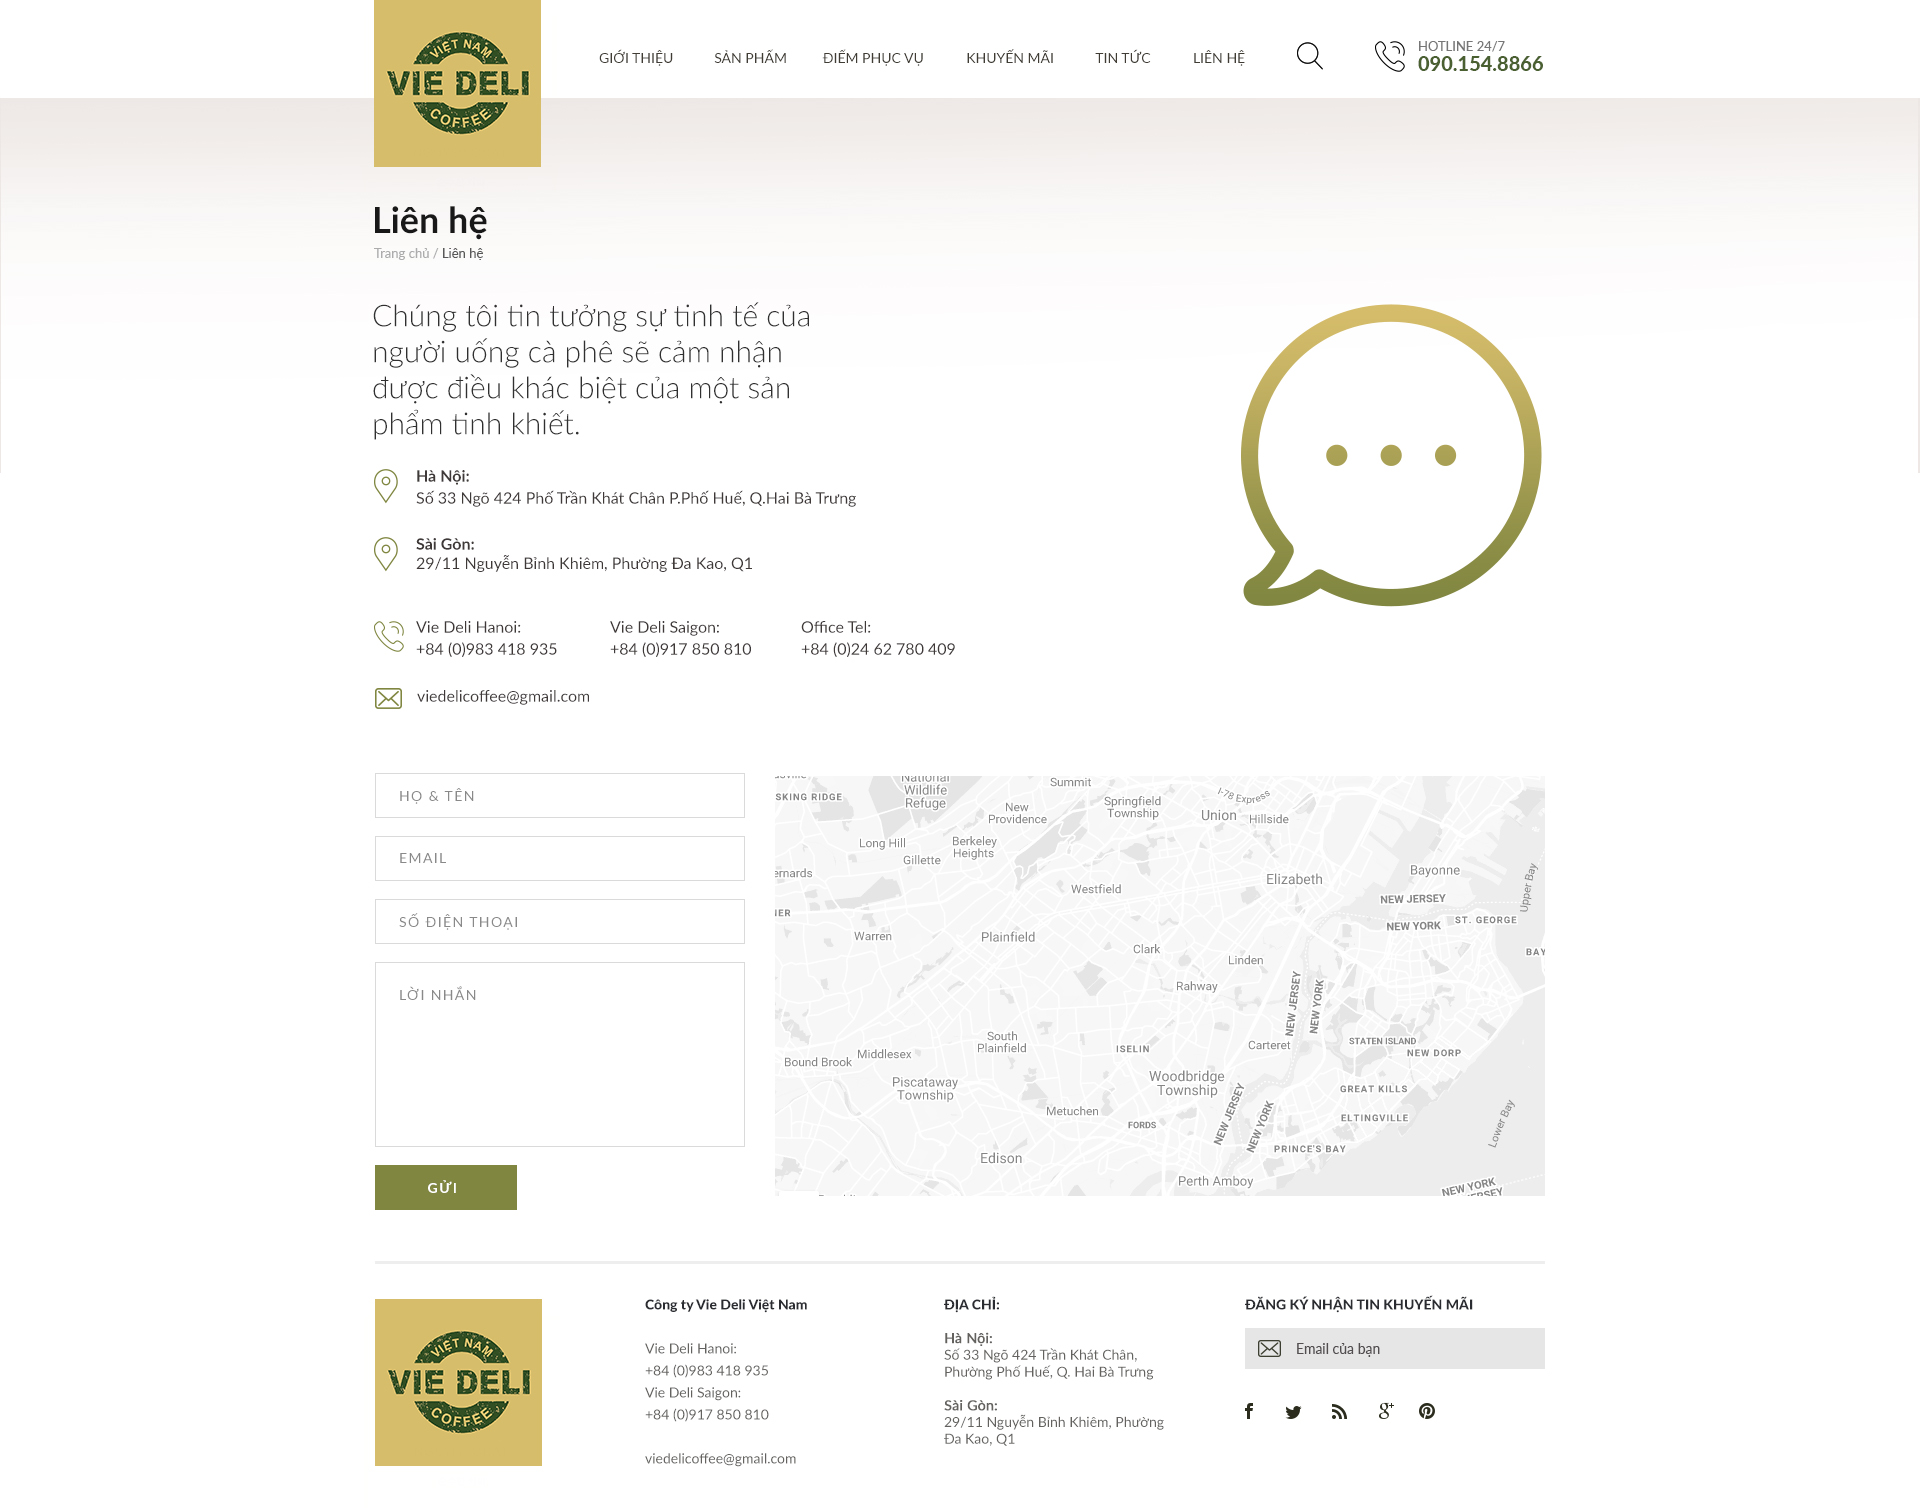 VIỆT NAM
VIE DELI
COFFEE
GIỚI THIỆU
SẢN PHẨM
ĐIỂM PHỤC VỤ
KHUYẾN MÃI
TIN TỨC
LIÊN HỆ
HOTLINE 24/7
090.154.8866
Liên hệ
Trang chủ / Liên hệ
Chúng tôi tin tưởng sự tinh tế của
người uống cà phê sẽ cảm nhận
được điều khác biệt của một sản
phẩm tinh khiết.
Hà Nội:
Số 33 Ngõ 424 Phố Trần Khát Chân P.Phố Huế, Q.Hai Bà Trưng
Sài Gòn:
29/11 Nguyễn Bỉnh Khiêm, Phường Đa Kao, Q1
Vie Deli Hanoi:
+84 (0)983 418 935
Vie Deli Saigon:
+84 (0)917 850 810
Office Tel:
+84 (0)24 62 780 409
viedelicoffee@gmail.com
HỌ & TÊN
EMAIL
SỐ ĐIỆN THOẠI
LỜI NHẮN
GỬI
National
Wildlife
Refuge
SKING RIDGE
Summit
New
Providence
Springfield
Township
I-78 Express
Union
Hillside
Long Hill
Gillette
Berkeley
Heights
ernards
Westfield
Elizabeth
Bayonne
Upper Bay
NER
NEW JERSEY
NEW YORK
ST. GEORGE
BAY
Warren
Plainfield
Clark
Linden
Rahway
NEW JERSEY
NEW YORK
South
Plainfield
ISELIN
Carteret
STATEN ISLAND
NEW DORP
Bound Brook
Middlesex
Piscataway
Township
Woodbridge
Township
GREAT KILLS
ELTINGVILLE
Metuchen
FORDS
NEW JERSEY
NEW YORK
PRINCE'S BAY
Lower Bay
Edison
Perth Amboy
NEW YORK
JERSEY
VIỆT NAM
VIE DELI
COFFEE
Công ty Vie Deli Việt Nam
Vie Deli Hanoi:
+84 (0)983 418 935
Vie Deli Saigon:
+84 (0)917 850 810
viedelicoffee@gmail.com
ĐỊA CHỈ:
Hà Nội:
Số 33 Ngõ 424 Trần Khát Chân,
Phường Phố Huế, Q. Hai Bà Trưng
Sài Gòn:
29/11 Nguyễn Bỉnh Khiêm, Phường
Đa Kao, Q1
ĐĂNG KÝ NHẬN TIN KHUYẾN MÃI
Email của bạn